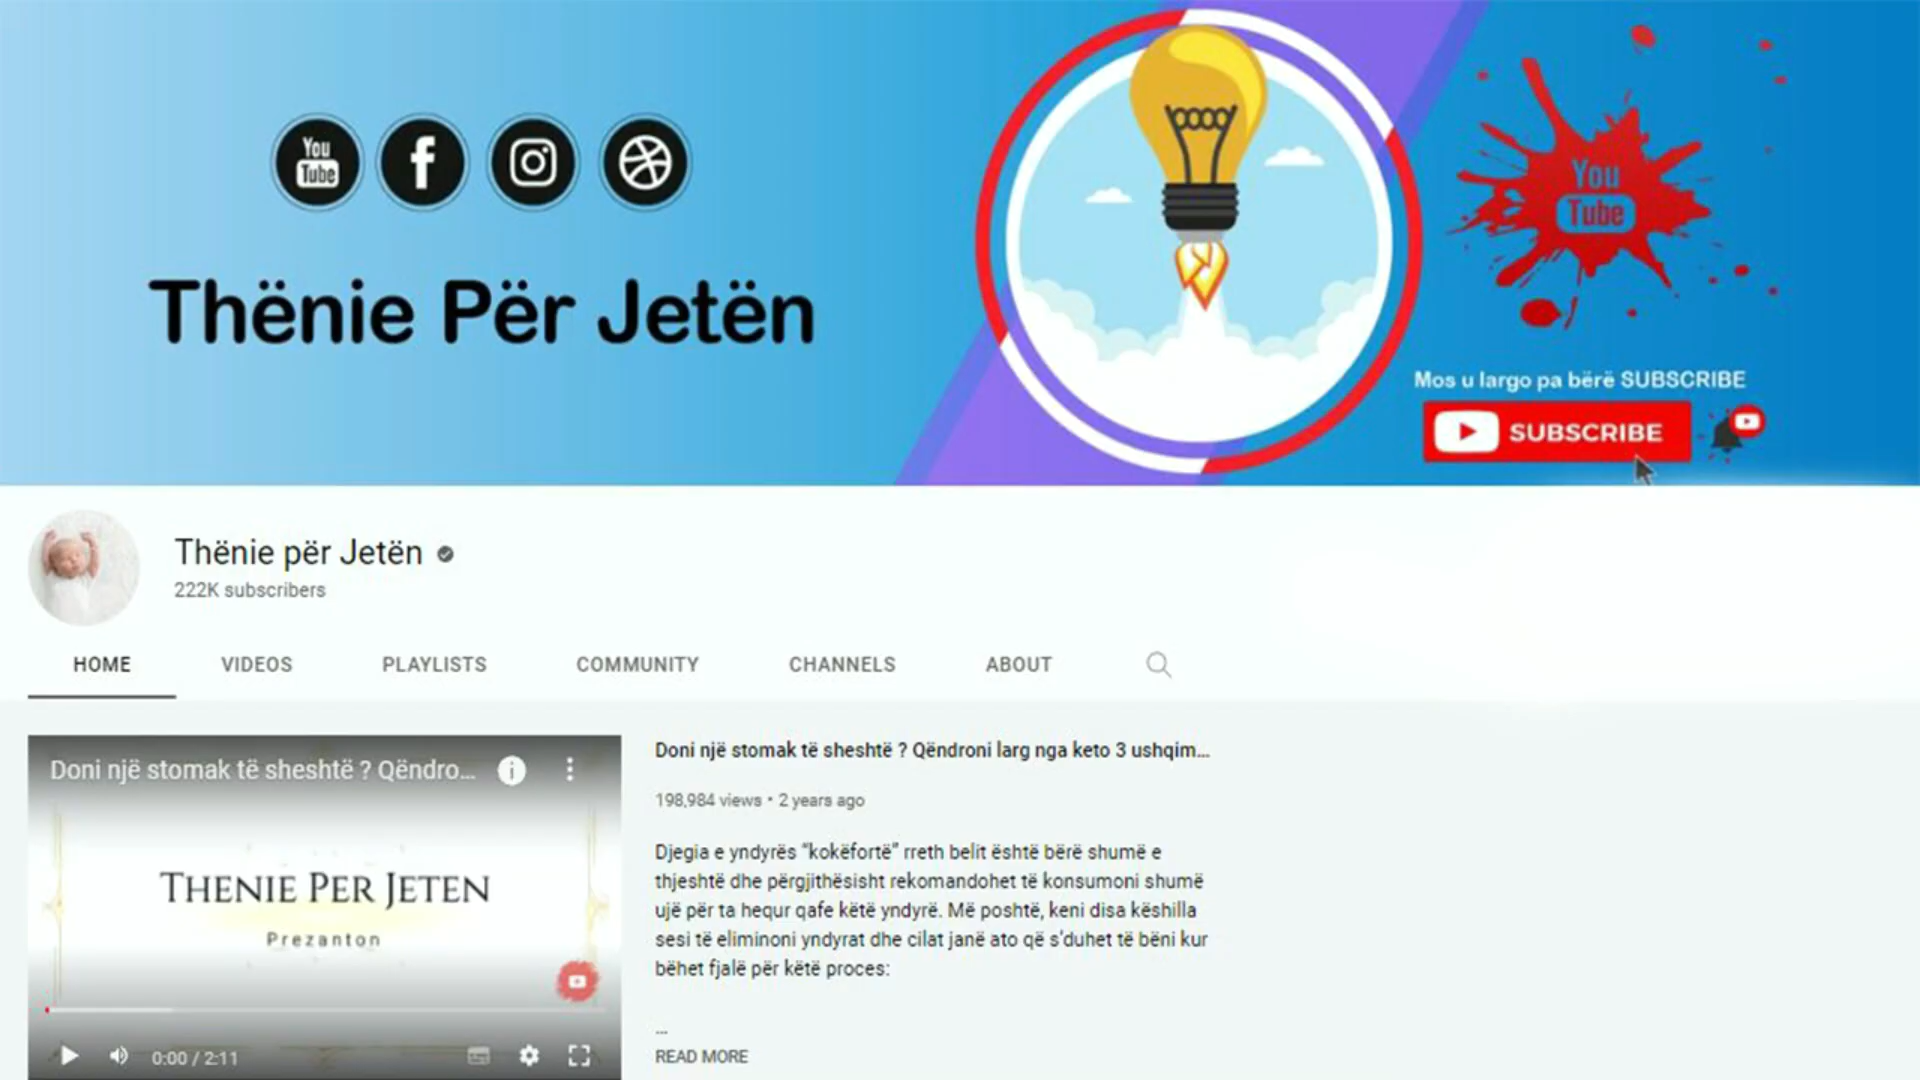 You
Tube
Thënie Për Jetën
You
Tube
Mos u largo pa bërë SUBSCRIBE
SUBSCRIBE
Thënie për Jetën
222K subscribers
HOME
VIDEOS
PLAYLISTS
COMMUNITY
CHANNELS
ABOUT
Doni një stomak të sheshtë ? Qëndro...
THENIE PER JETEN
Prezanton
0:00 / 2:11
Doni një stomak të sheshtë ? Qëndroni larg nga keto 3 ushqim...
198,984 views • 2 years ago
Djegia e yndyrës “kokëfortë” rreth belit është bërë shumë e
thjeshtë dhe përgjithësisht rekomandohet të konsumoni shumë
ujë për ta hequr qafe këtë yndyrë. Më poshtë, keni disa këshilla
sesi të eliminoni yndyrat dhe cilat janë ato që s'duhet të bëni kur
bëhet fjalë për këtë proces:
...
READ MORE